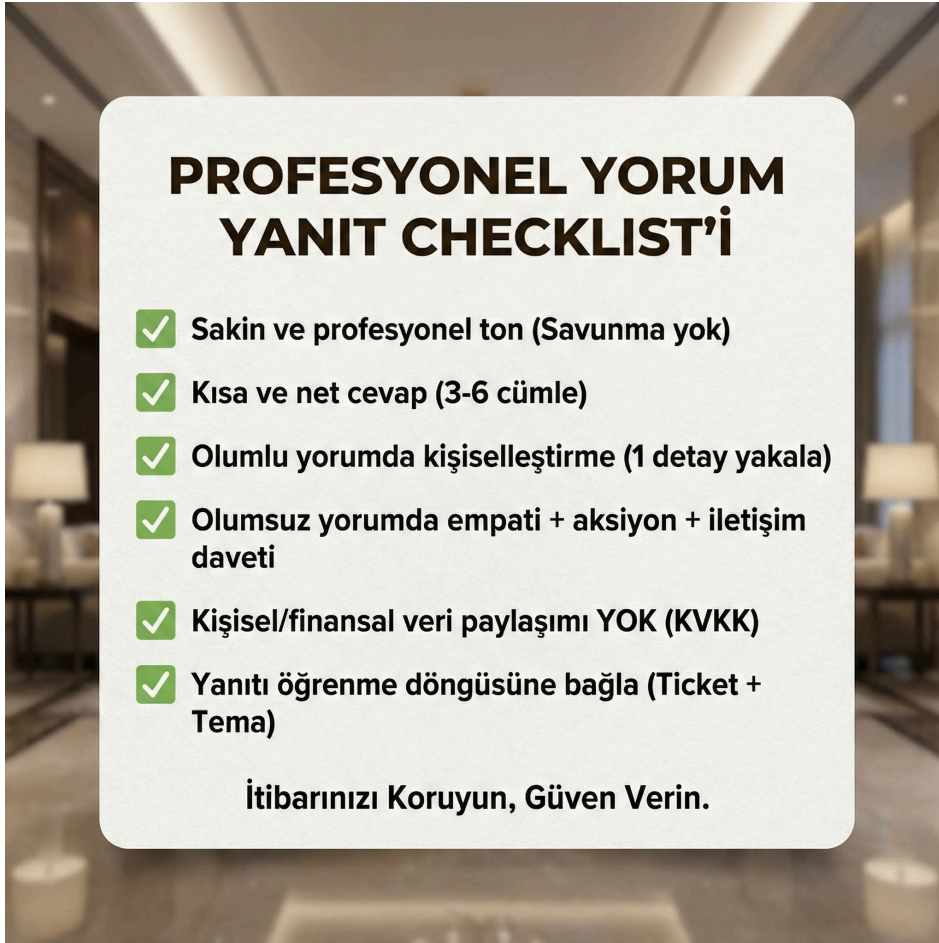 PROFESYONEL YORUM
YANIT CHECKLIST’İ
✅ Sakin ve profesyonel ton (Savunma yok)
✅ Kısa ve net cevap (3-6 cümle)
✅ Olumlu yorumda kişiselleştirme (1 detay yakala)
✅ Olumsuz yorumda empati + aksiyon + iletişim
daveti
✅ Kişisel/finansal veri paylaşımı YOK (KVKK)
✅ Yanıtı öğrenme döngüsüne bağla (Ticket +
Tema)
İtibarınızı Koruyun, Güven Verin.